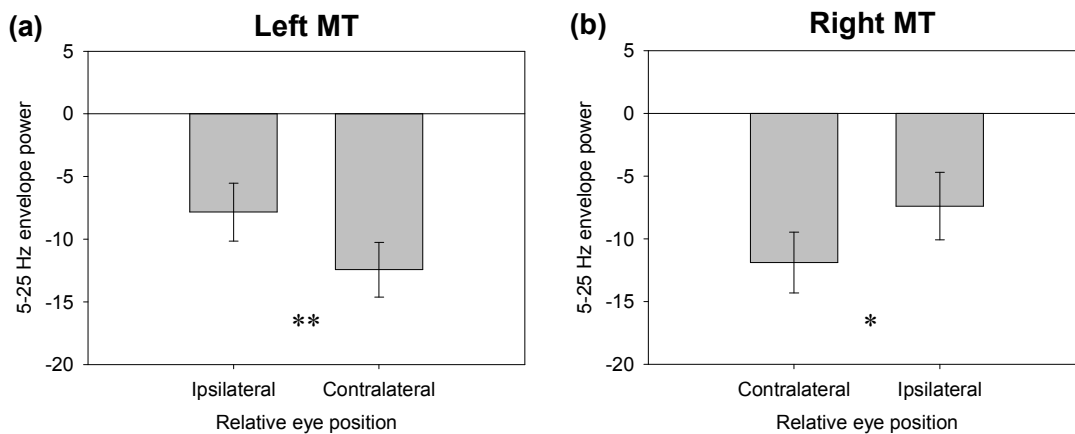 (a)
Left MT
5
0
-5
-10
-15
-20
5-25 Hz envelope power
**
Ipsilateral Contralateral
Relative eye position
(b)
Right MT
5
0
-5
-10
-15
-20
5-25 Hz envelope power
*
Contralateral Ipsilateral
Relative eye position